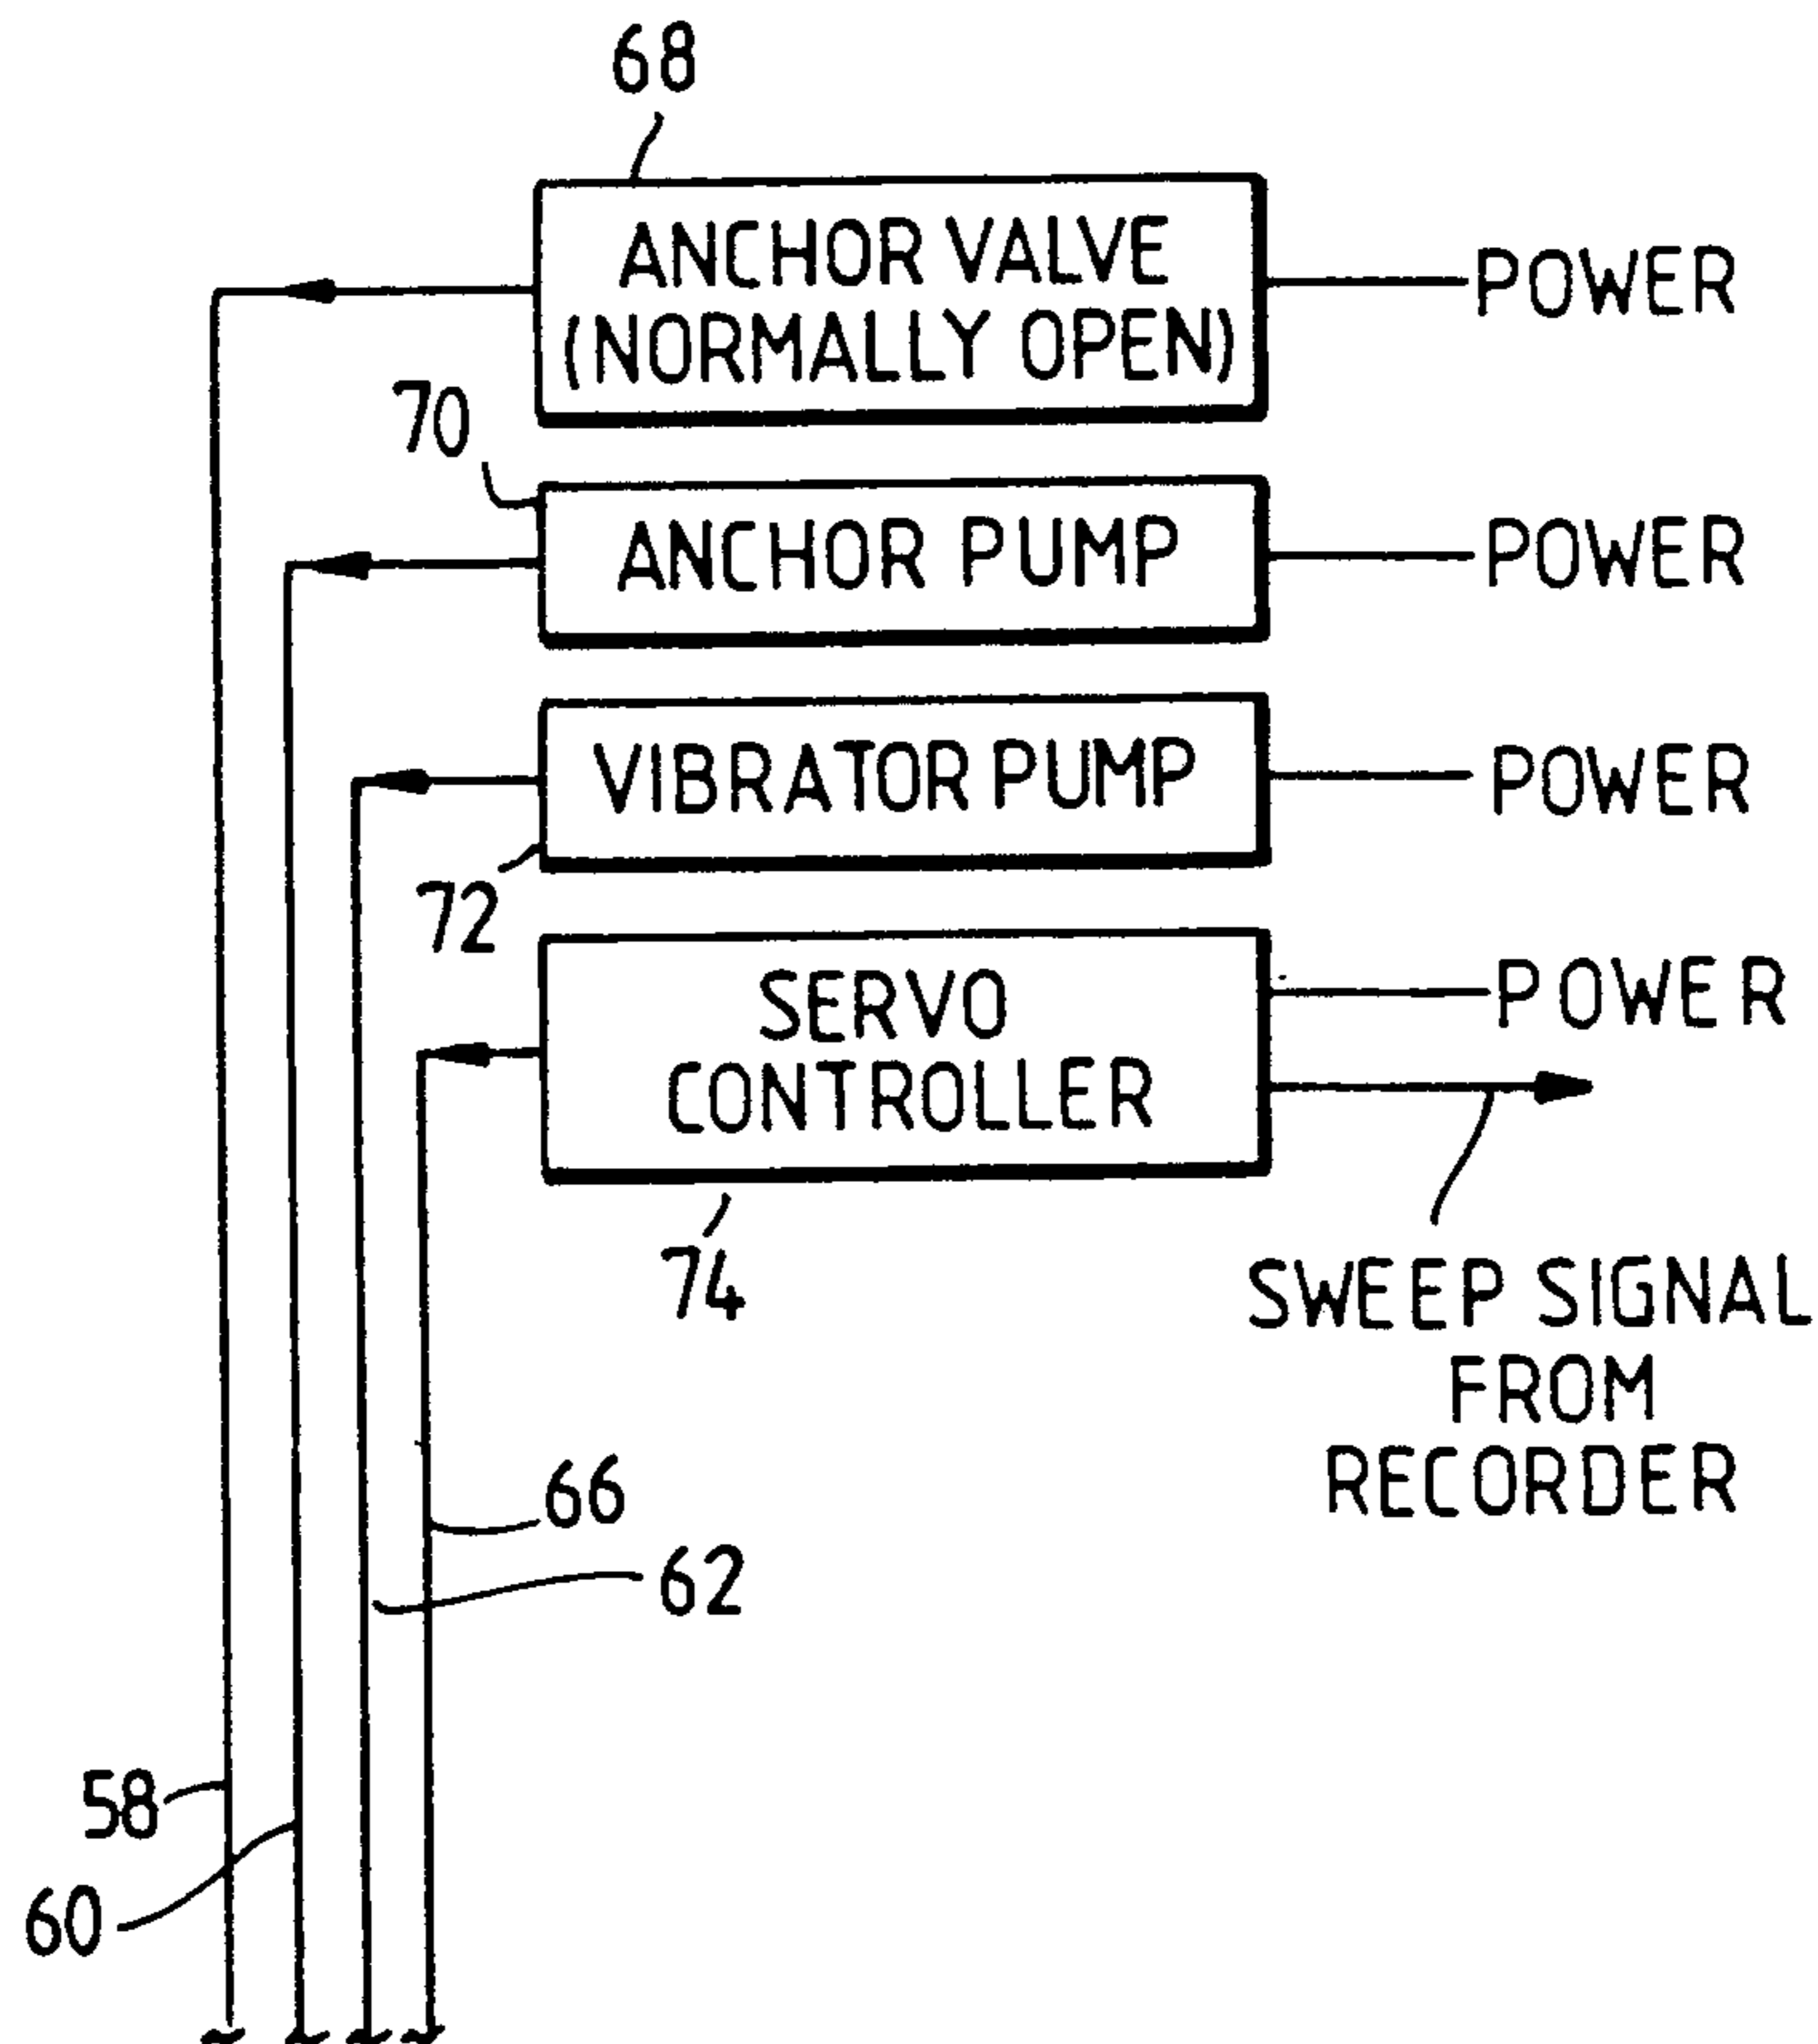 68
ANCHOR VALVE
(NORMALLY OPEN)
POWER
70
ANCHOR PUMP
POWER
VIBRATOR PUMP
POWER
72
SERVO
CONTROLLER
POWER
74
SWEEP SIGNAL
FROM
RECORDER
66
62
58
60